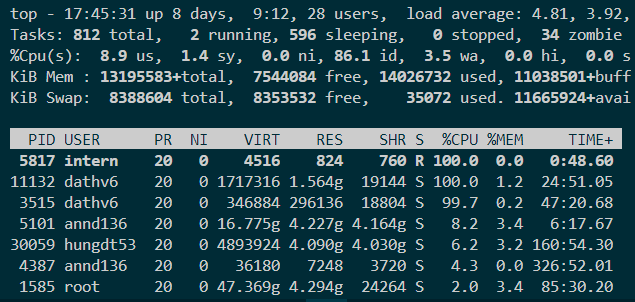 top - 17:45:31 up 8 days,  9:12, 28 users,  load average: 4.81, 3.92,
Tasks: 812 total,   2 running, 596 sleeping,   0 stopped,  34 zombie
%Cpu(s):  8.9 us,  1.4 sy,  0.0 ni, 86.1 id,  3.5 wa,  0.0 hi,  0.0 s
KiB Mem : 13195583+total,  7544084 free, 14026732 used, 11038501+buff
KiB Swap:  8388604 total,  8353532 free,    35072 used. 11665924+avai
PID USER      PR  NI    VIRT    RES    SHR S  %CPU %MEM     TIME+
5817 intern    20   0    4516    824    760 R 100.0  0.0   0:48.60
11132 dathv6    20   0 1717316 1.564g  19144 S 100.0  1.2  24:51.05
3515 dathv6    20   0  346884 296136  18804 S  99.7  0.2  47:20.68
5101 annd136   20   0 16.775g 4.227g 4.164g S   8.2  3.4   6:17.67
30059 hungdt53  20   0 4893924 4.090g 4.030g S   6.2  3.2 160:54.30
4387 annd136   20   0   36180   7248   3720 S   4.3  0.0 326:52.01
1585 root      20   0 47.369g 4.294g  24264 S   2.0  3.4  85:30.20